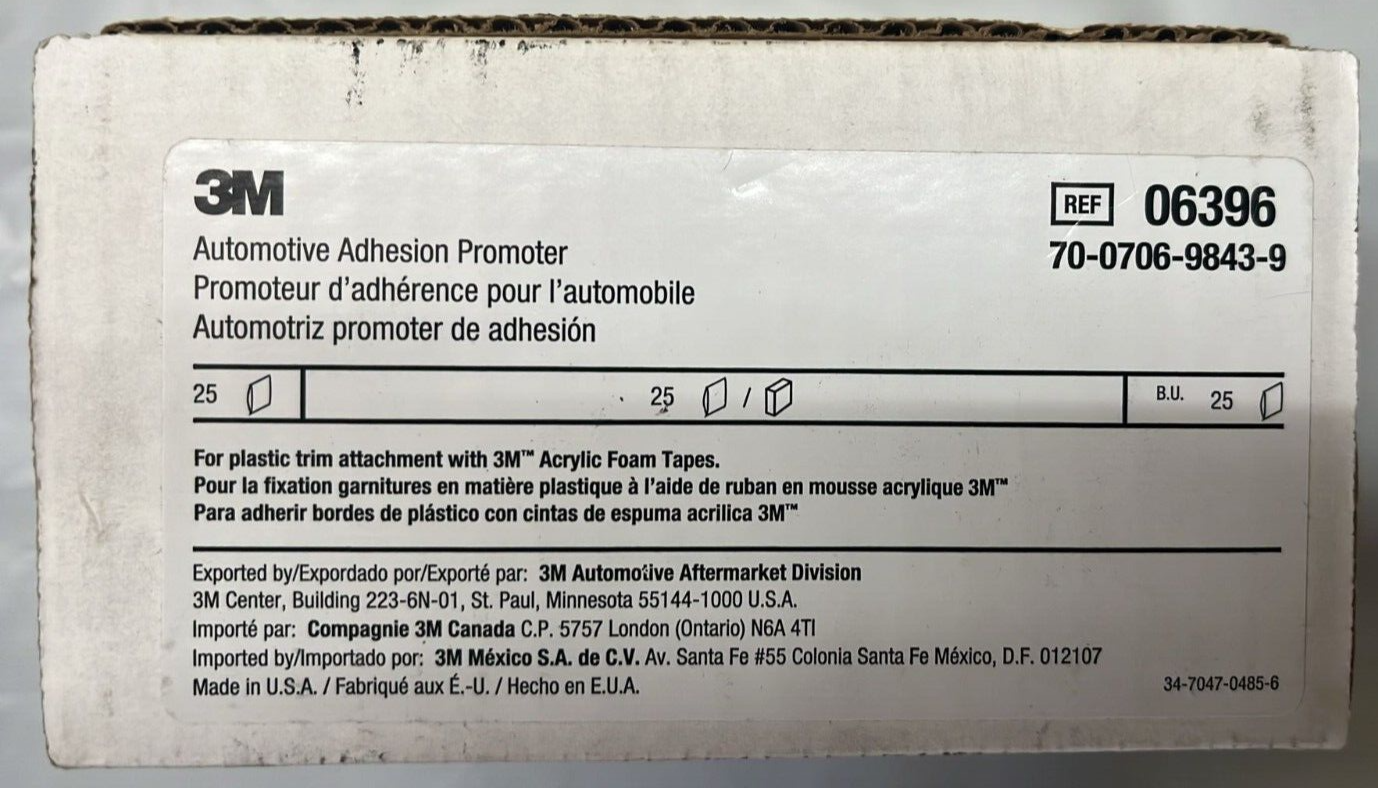 3M
REF 06396
70-0706-9843-9
Automotive Adhesion Promoter
Promoteur d'adhérence pour l'automobile
Automotriz promoter de adhesión
25 25 / B.U. 25
For plastic trim attachment with 3M™ Acrylic Foam Tapes.
Pour la fixation garnitures en matière plastique à l'aide de ruban en mousse acrylique 3M™
Para adherir bordes de plástico con cintas de espuma acrilica 3M™
Exported by/Expordado por/Exporté par: 3M Automotive Aftermarket Division
3M Center, Building 223-6N-01, St. Paul, Minnesota 55144-1000 U.S.A.
Importé par: Compagnie 3M Canada C.P. 5757 London (Ontario) N6A 4TI
Imported by/Importado por: 3M México S.A. de C.V. Av. Santa Fe #55 Colonia Santa Fe México, D.F. 012107
Made in U.S.A. / Fabriqué aux É.-U. / Hecho en E.U.A.
34-7047-0485-6